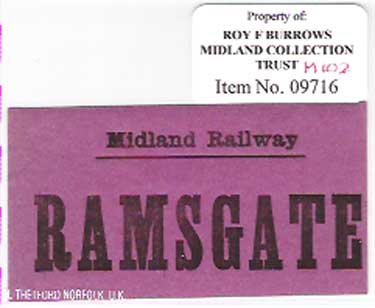 Property of:
ROY F BURROWS
MIDLAND COLLECTION
TRUST M102
Item No. 09716
Midland Railway
RAMSGATE
THETFORD NORFOLK U.K